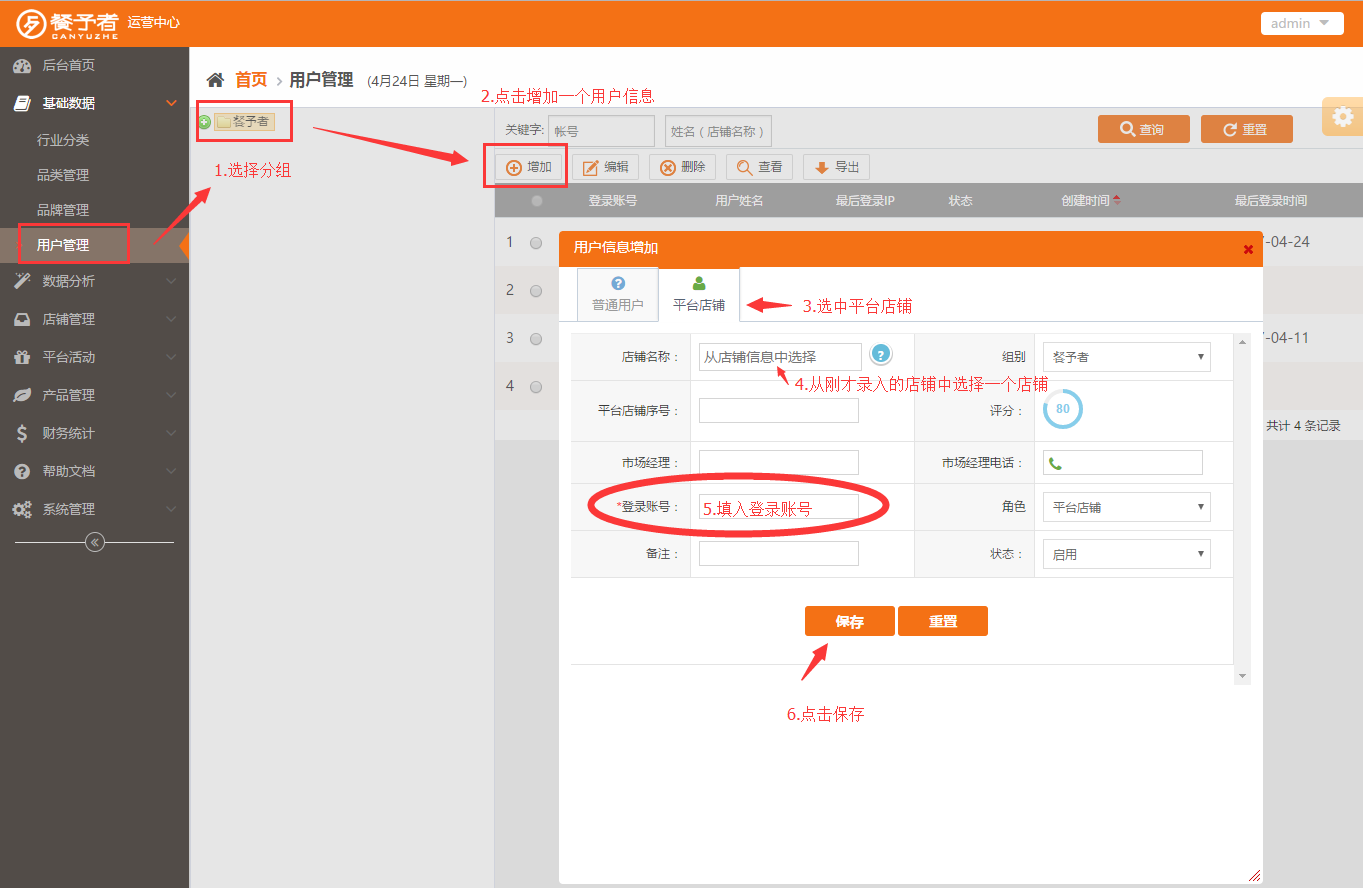 餐子者 运营中心
CANYUZHE
admin
后台首页
基础数据
行业分类
品类管理
品牌管理
用户管理
数据分析
店铺管理
平台活动
产品管理
财务统计
帮助文档
系统管理
首页 > 用户管理 (4月24日 星期一)
餐子者
1.选择分组
2.点击增加一个用户信息
关键字: 帐号 姓名 ( 店铺名称 )
查询 重置
增加 编辑 删除 查看 导出
登录账号 用户姓名 最后登录IP 状态 创建时间 最后登录时间
1
-04-24
2
3
-04-11
4
共计 4 条记录
用户信息增加
普通用户 平台店铺
3.选中平台店铺
店铺名称： 从店铺信息中选择 组别 餐子者
4.从刚才录入的店铺中选择一个店铺
平台店铺序号： 评分： 80
市场经理： 市场经理电话：
*登录账号： 5.填入登录账号 角色 平台店铺
备注： 状态： 启用
保存 重置
6.点击保存